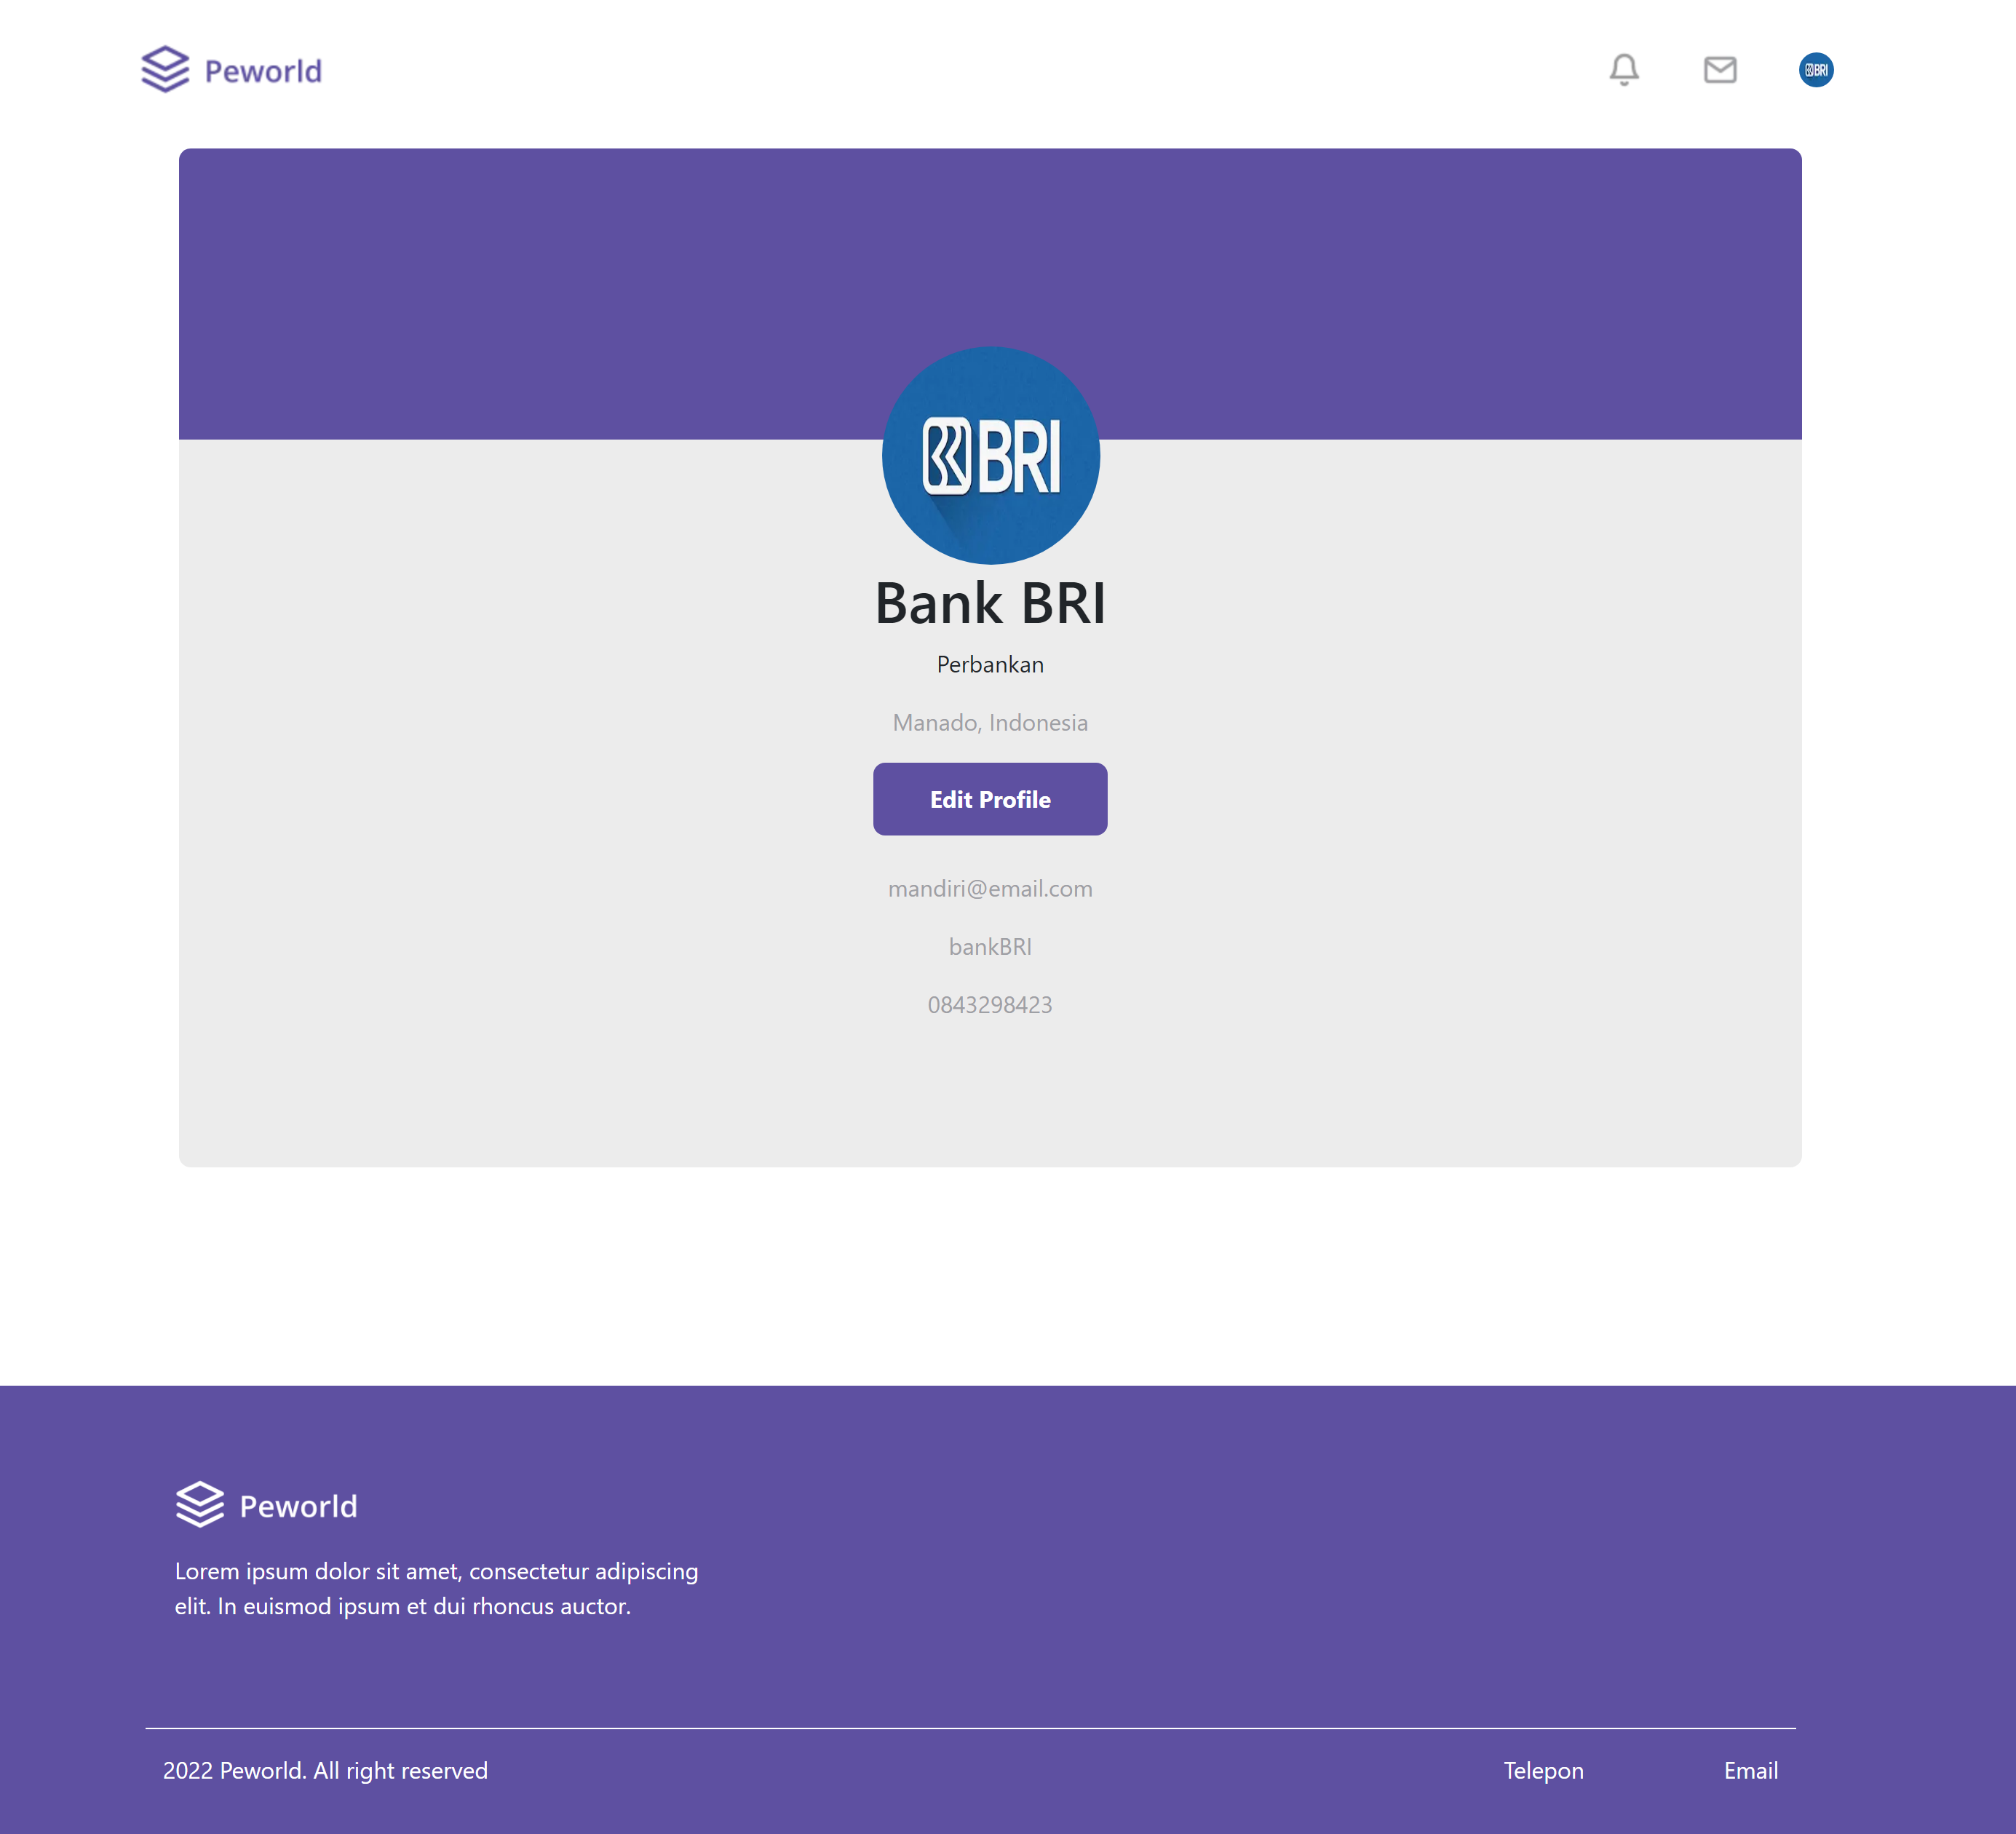 Peworld
BRI
BRI
Bank BRI
Perbankan
Manado, Indonesia
Edit Profile
mandiri@email.com
bankBRI
0843298423
Peworld
Lorem ipsum dolor sit amet, consectetur adipiscing
elit. In euismod ipsum et dui rhoncus auctor.
2022 Peworld. All right reserved
Telepon
Email